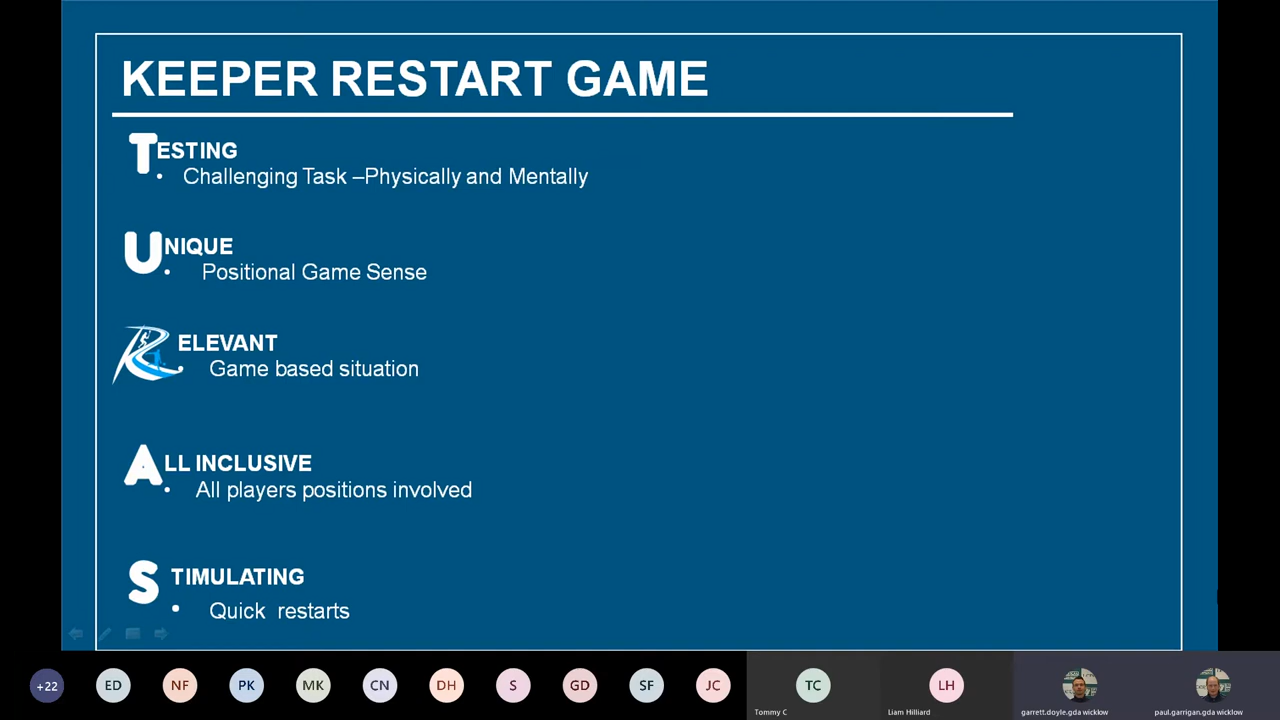 KEEPER RESTART GAME
TESTING
• Challenging Task –Physically and Mentally
UNIQUE
• Positional Game Sense
RELEVANT
Game based situation
ALL INCLUSIVE
• All players positions involved
STIMULATING
• Quick restarts
+22 ED NF PK MK CN DH S GD SF JC TC LH
Tommy C Liam Hilliard garrett.doyle.gda wicklow paul.garrigan.gda wicklow